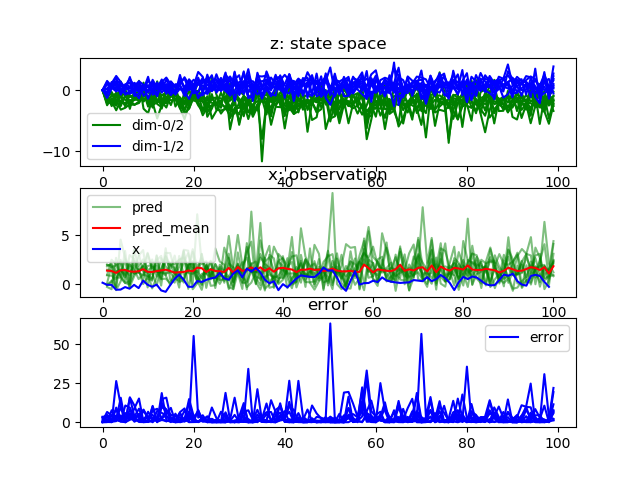 z: state space
0
−10
dim-0/2
dim-1/2
0 20 40 60 80 100
x: observation
5
0
pred
pred_mean
x
0 20 40 60 80 100
error
50
25
0
error
0 20 40 60 80 100